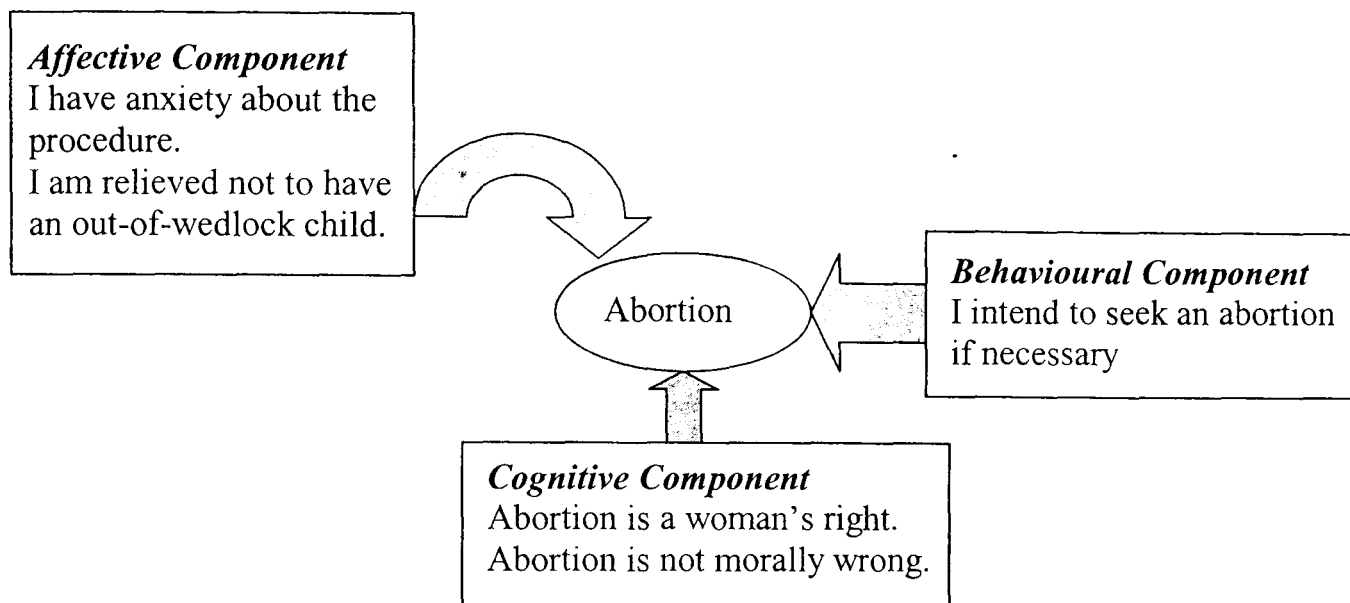 Affective Component
I have anxiety about the
procedure.
I am relieved not to have
an out-of-wedlock child.
Abortion
Behavioural Component
I intend to seek an abortion
if necessary
Cognitive Component
Abortion is a woman's right.
Abortion is not morally wrong.